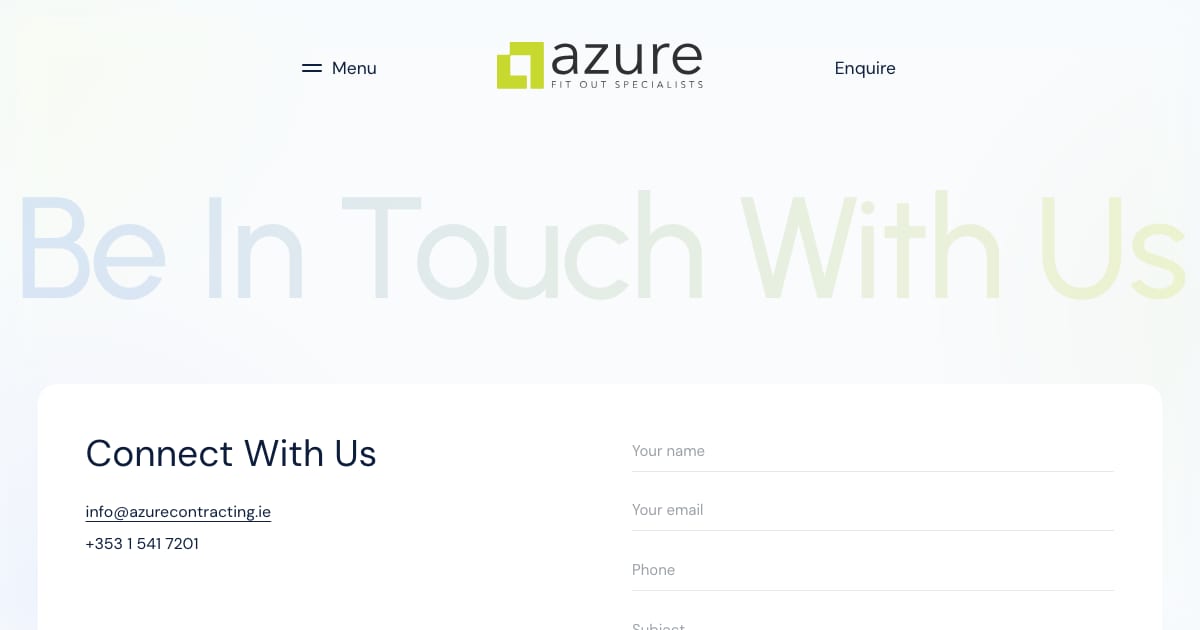 Menu
azure
FIT OUT SPECIALISTS
Enquire
Be In Touch With Us
Connect With Us
info@azurecontracting.ie
+353 1 541 7201
Your name
Your email
Phone
Subject